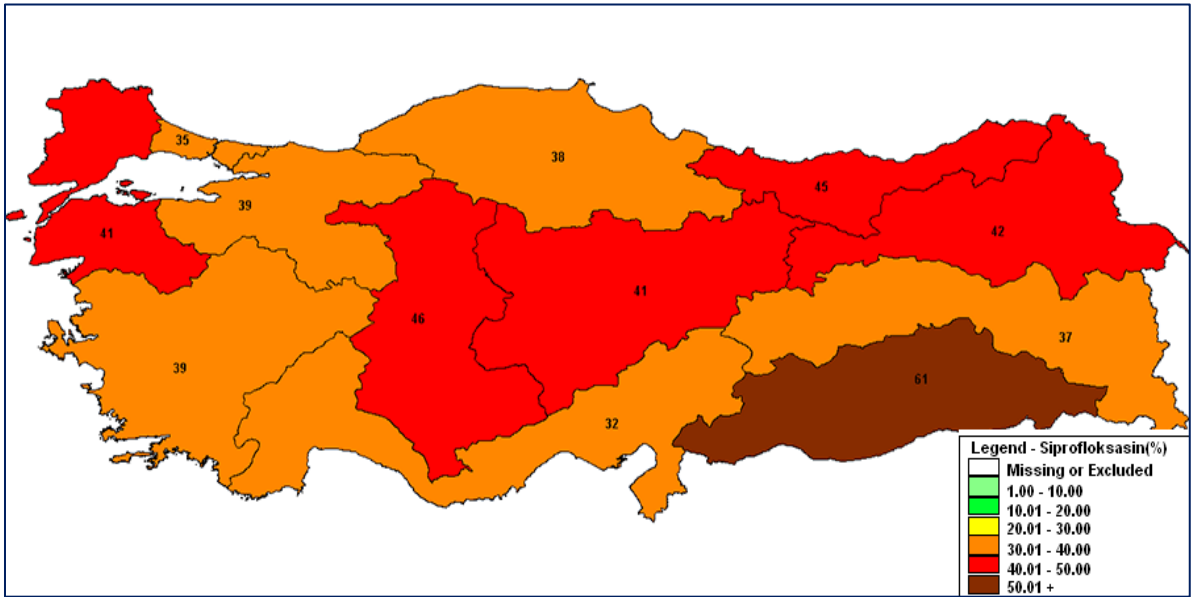 35
38
45
39
41
42
41
46
37
39
61
32
Legend - Siprofloksasin(%)
Missing or Excluded
1.00 - 10.00
10.01 - 20.00
20.01 - 30.00
30.01 - 40.00
40.01 - 50.00
50.01 +